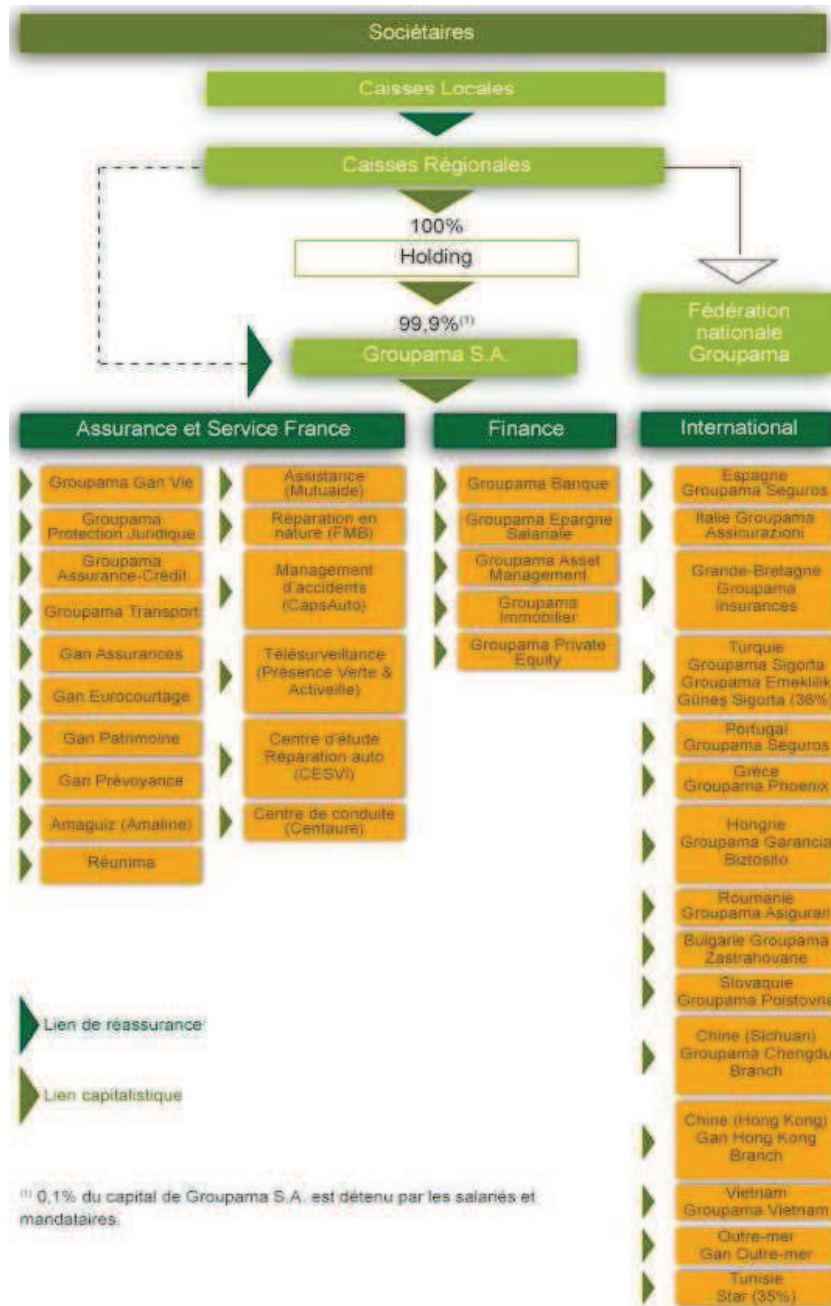 Sociétaires
Caisses Locales
Caisses Régionales
100%
Holding
99,9%(1)
Groupama S.A.
Fédération
nationale
Groupama
Assurance et Service France
Groupama Gan Vie
Groupama
Protection Juridique
Groupama
Assurance-Crédit
Groupama Transport
Gan Assurances
Gan Eurocourtage
Gan Patrimoine
Gan Prévoyance
Amaguiz (Amaline)
Réunima
Assistance
(Mutuaide)
Réparation en
nature (FMB)
Management
d'accidents
(CapsAuto)
Télésurveillance
(Présence Verte &
Activeille)
Centre d'étude
Réparation auto
(CESVI)
Centre de conduite
(Centaure)
Finance
Groupama Banque
Groupama Epargne
Salariale
Groupama Asset
Management
Groupama
Immobilier
Groupama Private
Equity
International
Espagne
Groupama Seguros
Italie Groupama
Assicurazioni
Grande-Bretagne
Groupama
insurances
Turquie
Groupama Sigorta
Groupama Emeklilik
Güneş Sigorta (36%)
Portugal
Groupama Seguros
Grèce
Groupama Phoenix
Hongrie
Groupama Garancia
Biztosito
Roumanie
Groupama Asigurari
Bulgarie Groupama
Zastrahovane
Slovaquie
Groupama Poistovna
Chine (Sichuan)
Groupama Chengdu
Branch
Chine (Hong Kong)
Gan Hong Kong
Branch
Vietnam
Groupama Vietnam
Outre-mer
Gan Outre-mer
Tunisie
Star (35%)
Lien de réassurance
Lien capitalistique
(1) 0,1% du capital de Groupama S.A. est détenu par les salariés et
mandataires.